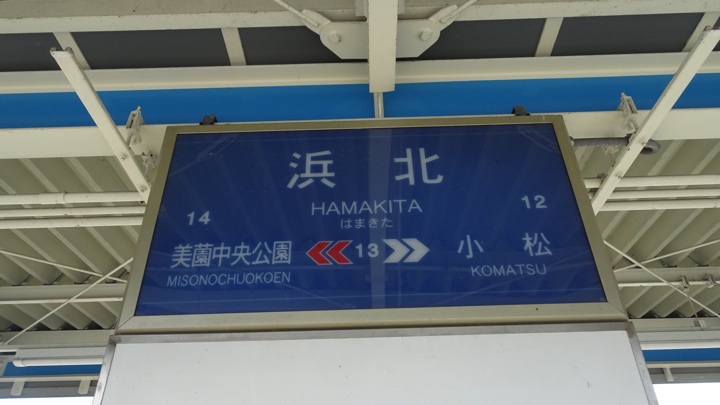 浜北
HAMAKITA
はまきた
14
12
美薗中央公園
13
小松
MISONOCHUOKOEN
KOMATSU